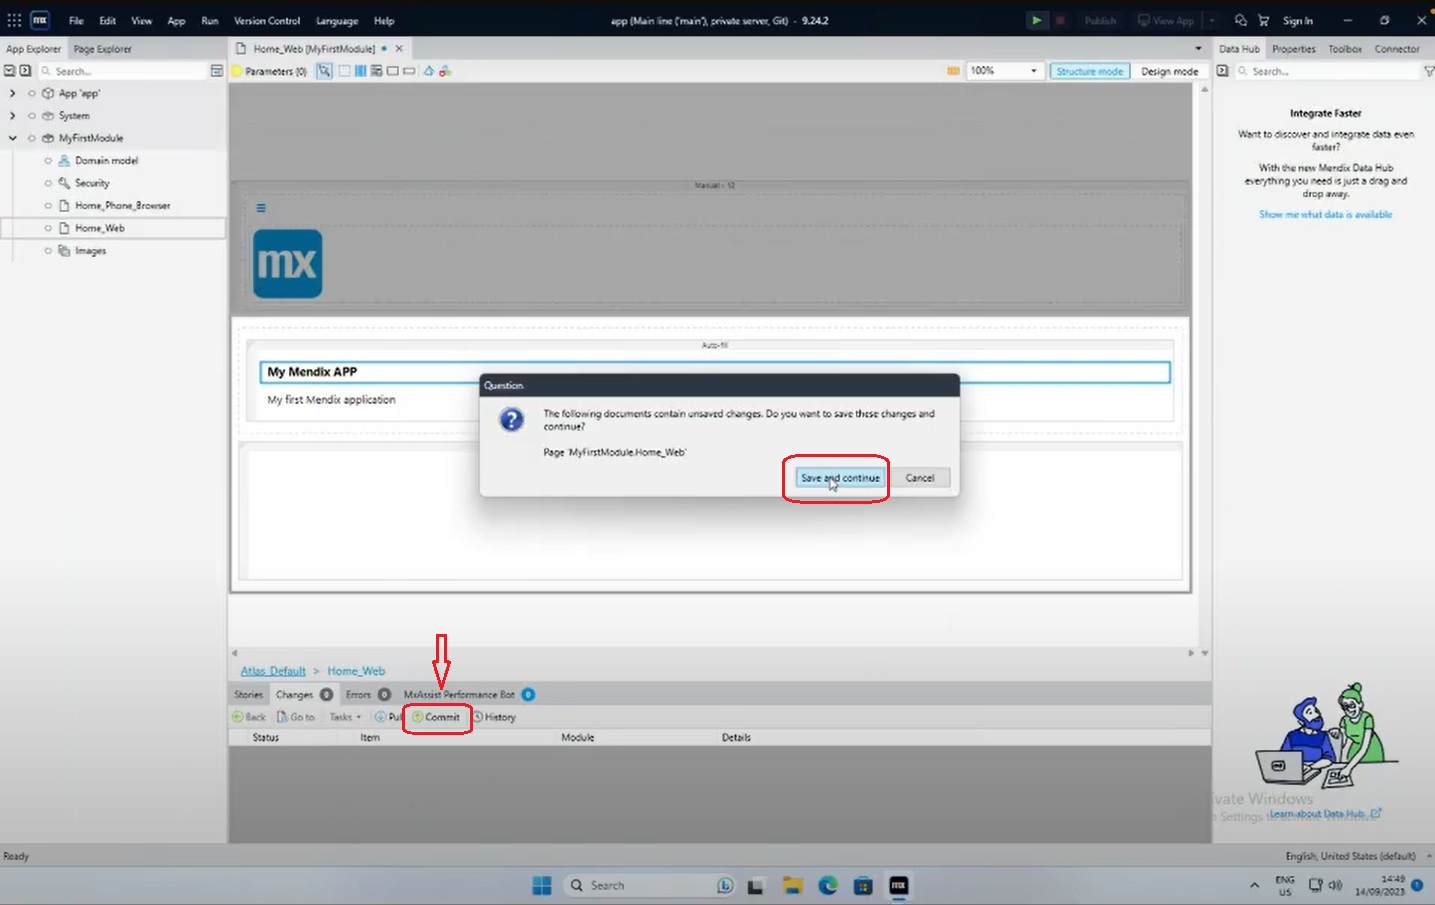 mx File Edit View App Run Version Control Language Help app (Main line ('main'), private server, Git) - 9.24.2 Publish View App Sign In
App Explorer Page Explorer Home_Web [MyFirstModule] Data Hub Properties Toolbox Connector
Search... Parameters (0) 100% Structure mode Design mode Search...
App 'app'
System
MyFirstModule
Domain model
Security
Home_Phone_Browser
Home_Web
Images
Manual - 12
mx
Auto-fill
My Mendix APP
My first Mendix application
Question
The following documents contain unsaved changes. Do you want to save these changes and
continue?
Page 'MyFirstModule.Home_Web'
Save and continue Cancel
Integrate Faster
Want to discover and integrate data even
faster?
With the new Mendix Data Hub
everything you need is just a drag and
drop away.
Show me what data is available
Atlas_Default > Home_Web
Stories Changes 0 Errors 0 MxAssist Performance Bot 0
Back Go to Tasks Pul Commit History
Status Item Module Details
ivate Windows
Learn about Data Hub
Ready English, United States (default)
Search mx ENG
US 14:49
14/09/2023 1